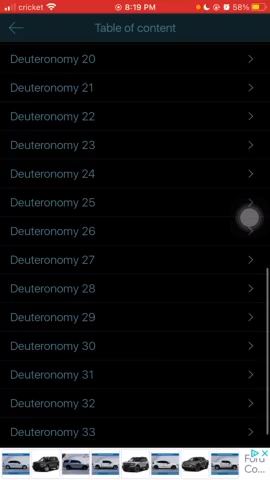 cricket 8:19 PM 58%
Table of content
Deuteronomy 20
Deuteronomy 21
Deuteronomy 22
Deuteronomy 23
Deuteronomy 24
Deuteronomy 25
Deuteronomy 26
Deuteronomy 27
Deuteronomy 28
Deuteronomy 29
Deuteronomy 30
Deuteronomy 31
Deuteronomy 32
Deuteronomy 33
Co...